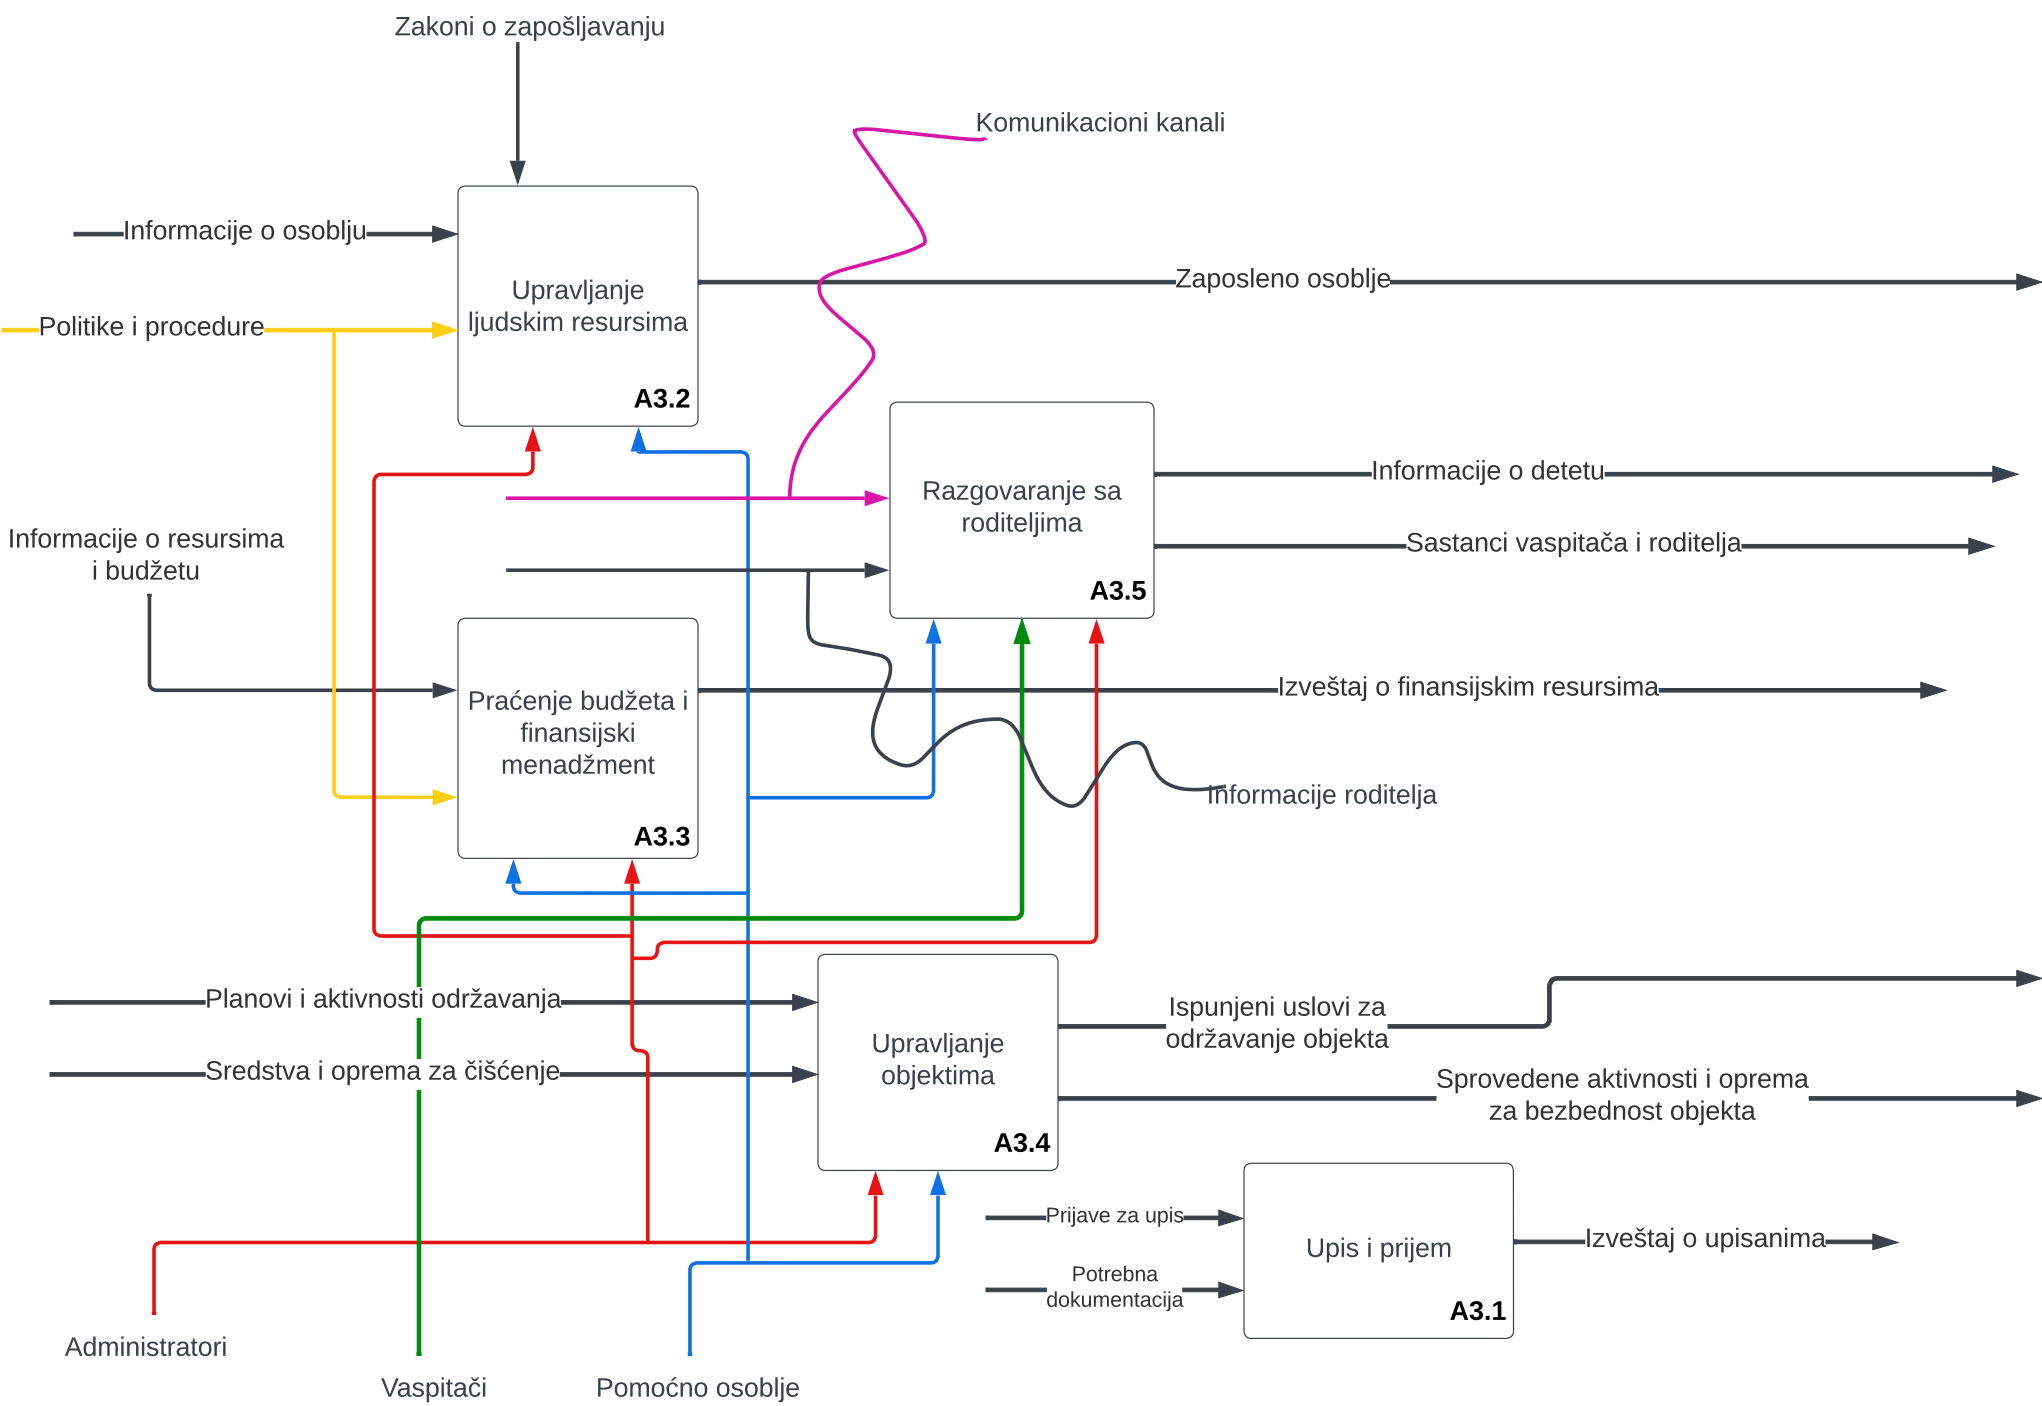 Zakoni o zapošljavanju
Komunikacioni kanali
Informacije o osoblju
Zaposleno osoblje
Upravljanje
ljudskim resursima
Politike i procedure
A3.2
Informacije o detetu
Razgovaranje sa
roditeljima
Sastanci vaspitača i roditelja
Informacije o resursima
i budžetu
A3.5
Izveštaj o finansijskim resursima
Praćenje budžeta i
finansijski
menadžment
Informacije roditelja
A3.3
Planovi i aktivnosti održavanja
Ispunjeni uslovi za
održavanje objekta
Upravljanje
objektima
Sredstva i oprema za čišćenje
Sprovedene aktivnosti i oprema
za bezbednost objekta
A3.4
Prijave za upis
Izveštaj o upisanima
Upis i prijem
Potrebna
dokumentacija
A3.1
Administratori
Vaspitači
Pomoćno osoblje